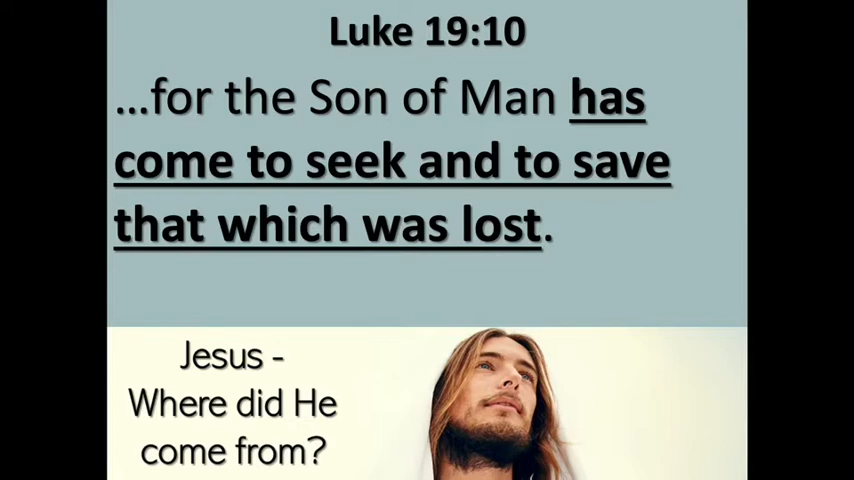 Luke 19:10
…for the Son of Man has
come to seek and to save
that which was lost.
Jesus -
Where did He
come from?